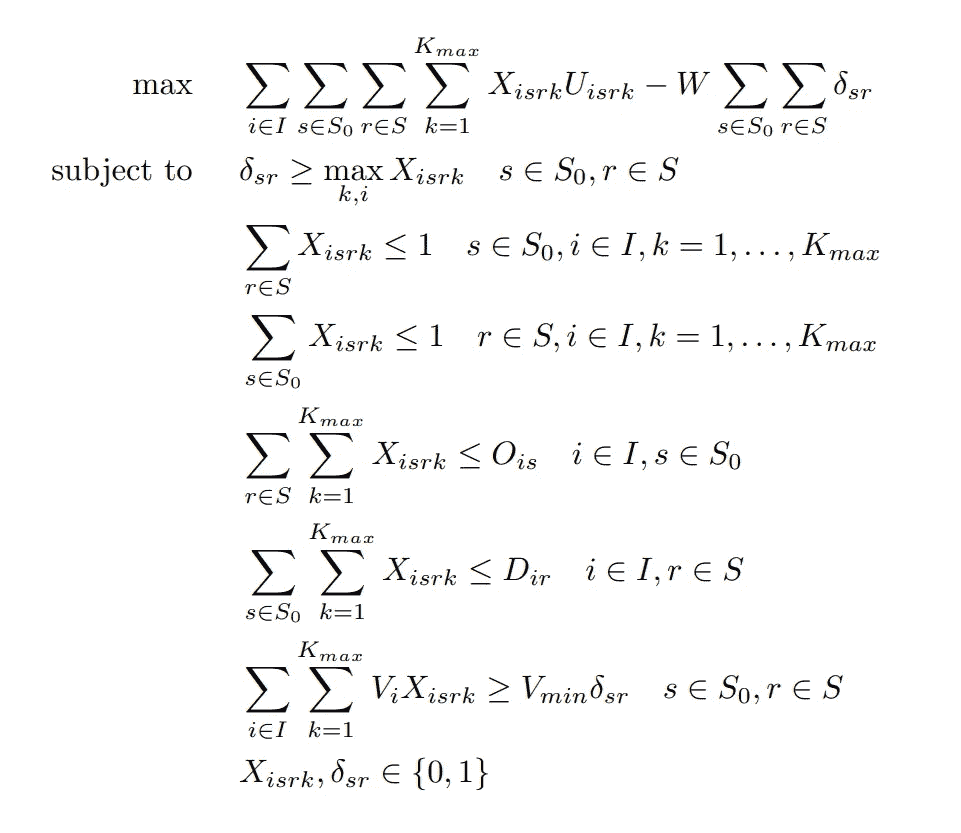 max \sum_{i \in I} \sum_{s \in S_0} \sum_{r \in S} \sum_{k=1}^{K_{max}} X_{isrk} U_{isrk} - W \sum_{s \in S_0} \sum_{r \in S} \delta_{sr}
subject to \delta_{sr} \geq \max_{k,i} X_{isrk} \quad s \in S_0, r \in S
\sum_{r \in S} X_{isrk} \leq 1 \quad s \in S_0, i \in I, k = 1, \ldots, K_{max}
\sum_{s \in S_0} X_{isrk} \leq 1 \quad r \in S, i \in I, k = 1, \ldots, K_{max}
\sum_{r \in S} \sum_{k=1}^{K_{max}} X_{isrk} \leq O_{is} \quad i \in I, s \in S_0
\sum_{s \in S_0} \sum_{k=1}^{K_{max}} X_{isrk} \leq D_{ir} \quad i \in I, r \in S
\sum_{i \in I} \sum_{k=1}^{K_{max}} V_i X_{isrk} \geq V_{min} \delta_{sr} \quad s \in S_0, r \in S
X_{isrk}, \delta_{sr} \in \{0, 1\}